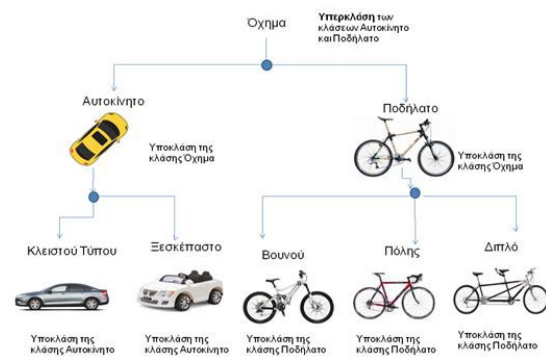 Όχημα
Υπερκλάση των
κλάσεων Αυτοκίνητο
και Ποδήλατο
Αυτοκίνητο
Υποκλάση της
κλάσης Όχημα
Ποδήλατο
Υποκλάση της
κλάσης Όχημα
Κλειστού Τύπου
Ξεσκέπαστο
Βουνού
Πόλης
Διπλό
Υποκλάση της
κλάσης Αυτοκίνητο
Υποκλάση της
κλάσης Αυτοκίνητο
Υποκλάση της
κλάσης Ποδήλατο
Υποκλάση της
κλάσης Ποδήλατο
Υποκλάση της
κλάσης Ποδήλατο